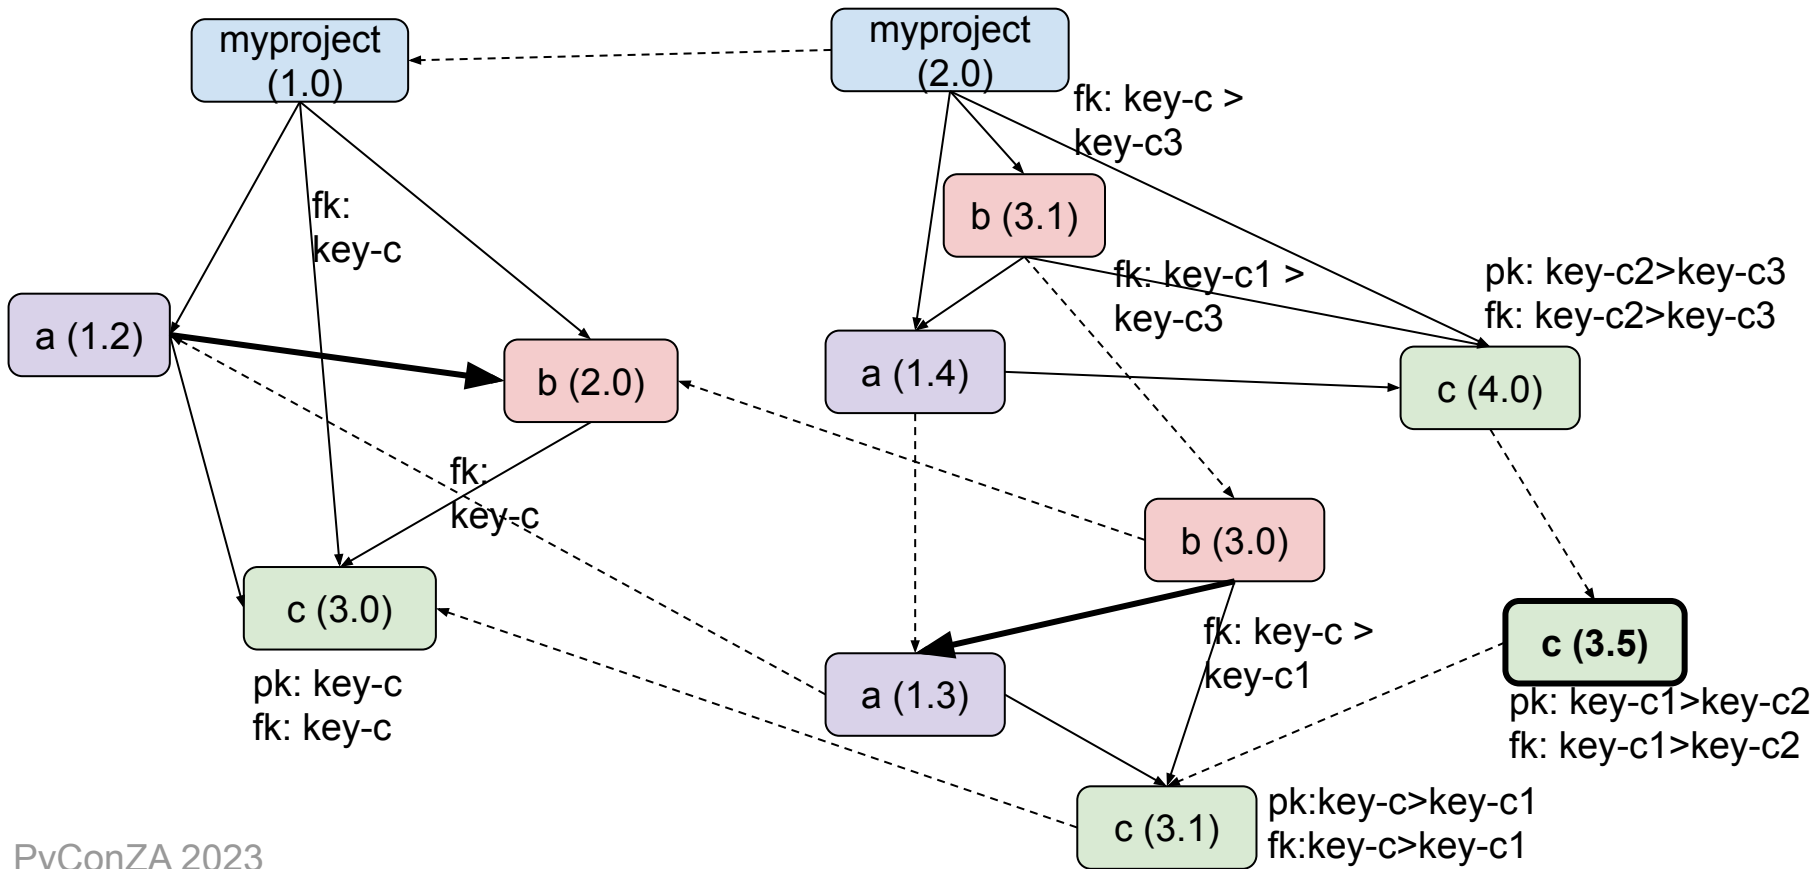 myproject
(1.0)
myproject
(2.0)
fk: key-c >
key-c3
fk:
key-c
b (3.1)
fk: key-c1 >
key-c3
pk: key-c2>key-c3
fk: key-c2>key-c3
a (1.2)
b (2.0)
a (1.4)
c (4.0)
fk:
key-c
b (3.0)
c (3.0)
pk: key-c
fk: key-c
fk: key-c >
key-c1
c (3.5)
pk: key-c1>key-c2
fk: key-c1>key-c2
a (1.3)
c (3.1)
pk:key-c>key-c1
fk:key-c>key-c1
PyConZA 2023